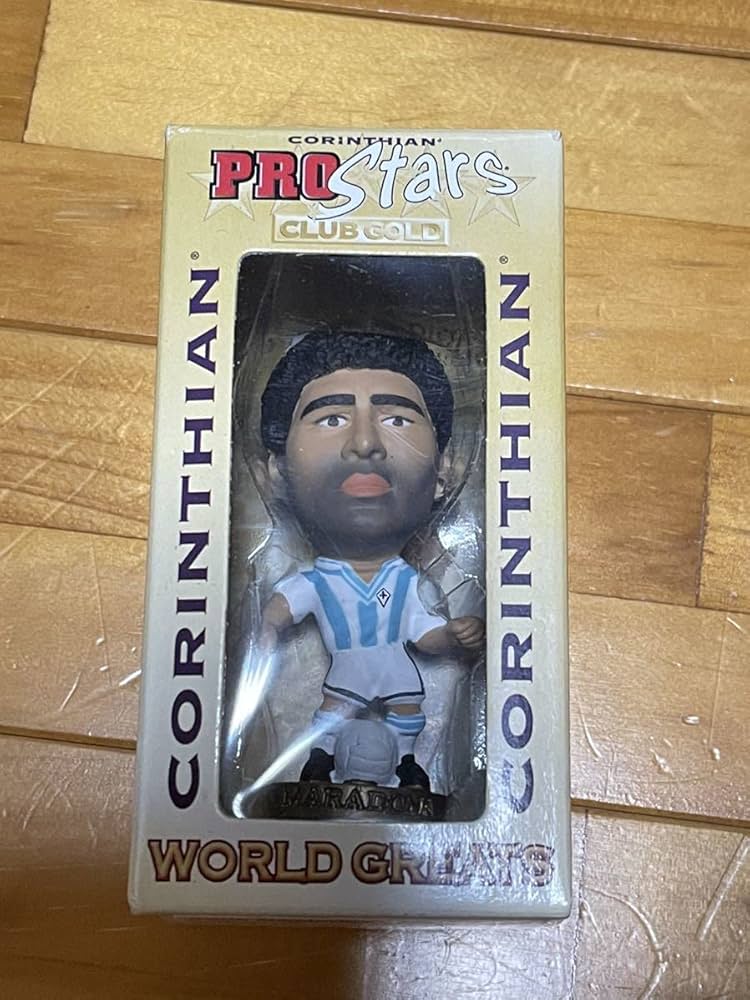 CORINTHIAN
PRO Stars
CLUB GOLD
CORINTHIAN®
CORINTHIAN®
MARADONA
WORLD GREATS